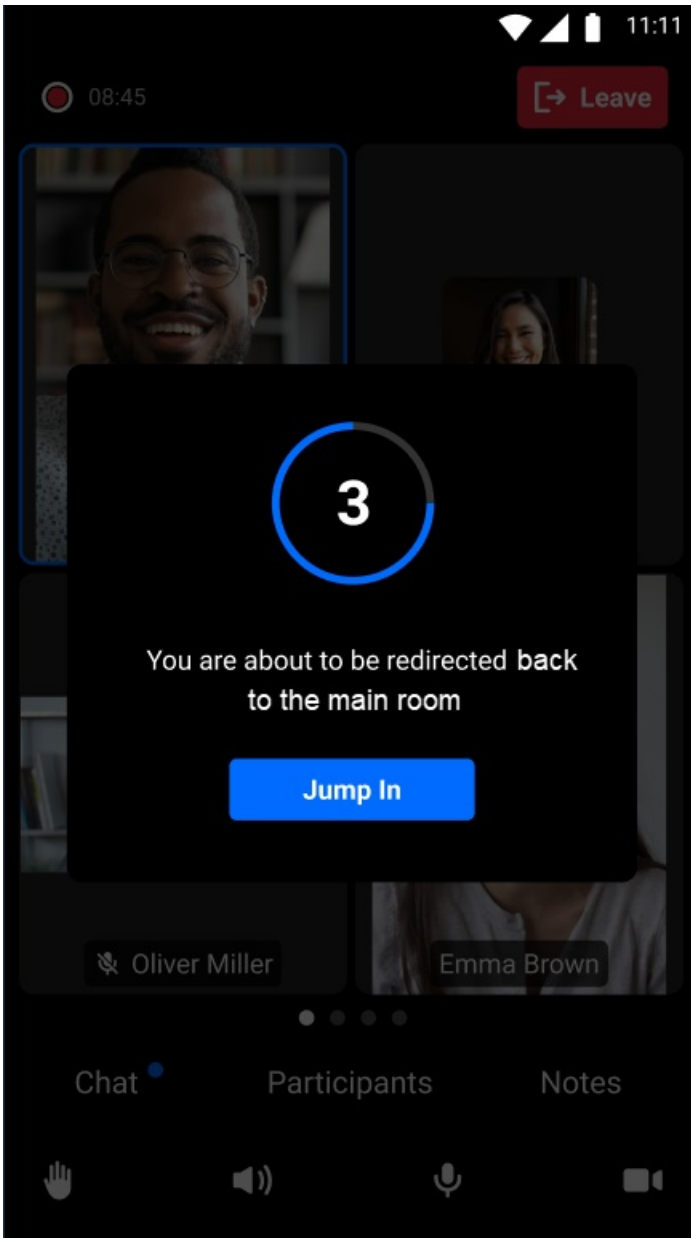 11:11
08:45
Leave
3
You are about to be redirected back
to the main room
Jump In
Oliver Miller
Emma Brown
Chat
Participants
Notes